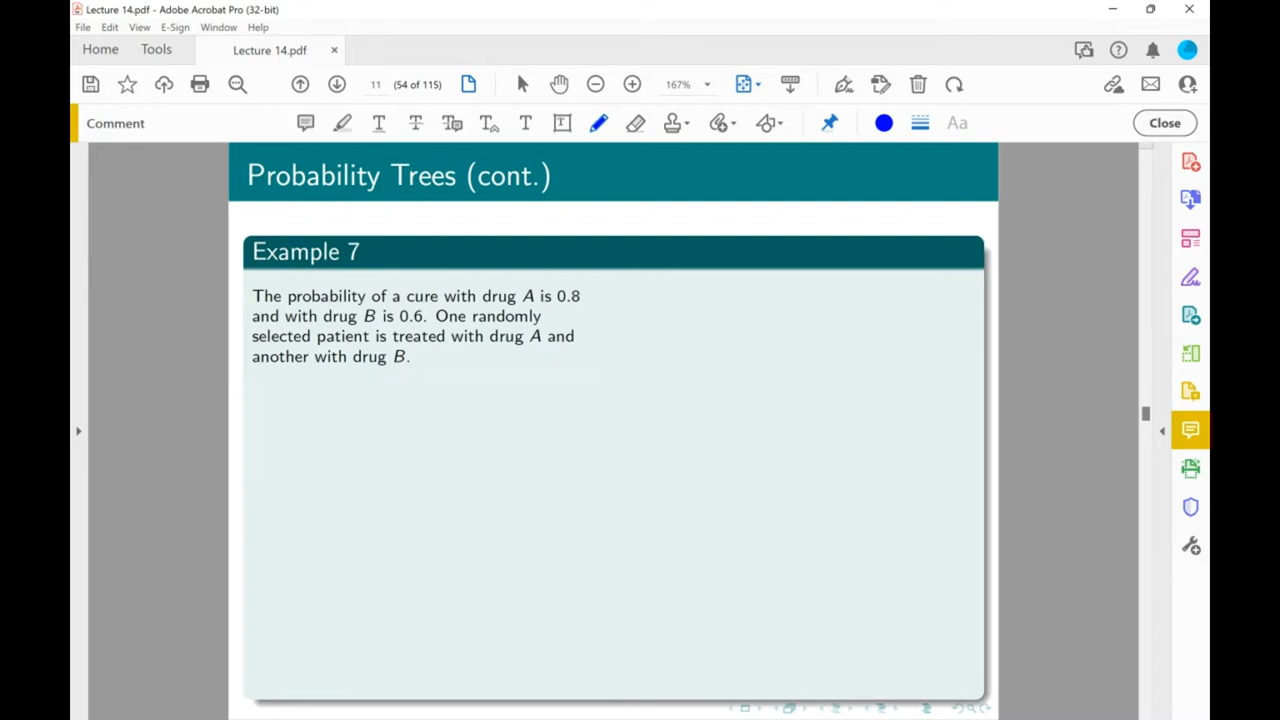 Lecture 14.pdf - Adobe Acrobat Pro (32-bit)
File Edit View E-Sign Window Help
Home Tools Lecture 14.pdf ×
11 (54 of 115) 167%
Comment T T T T T Aa Close
Probability Trees (cont.)
Example 7
The probability of a cure with drug A is 0.8
and with drug B is 0.6. One randomly
selected patient is treated with drug A and
another with drug B.